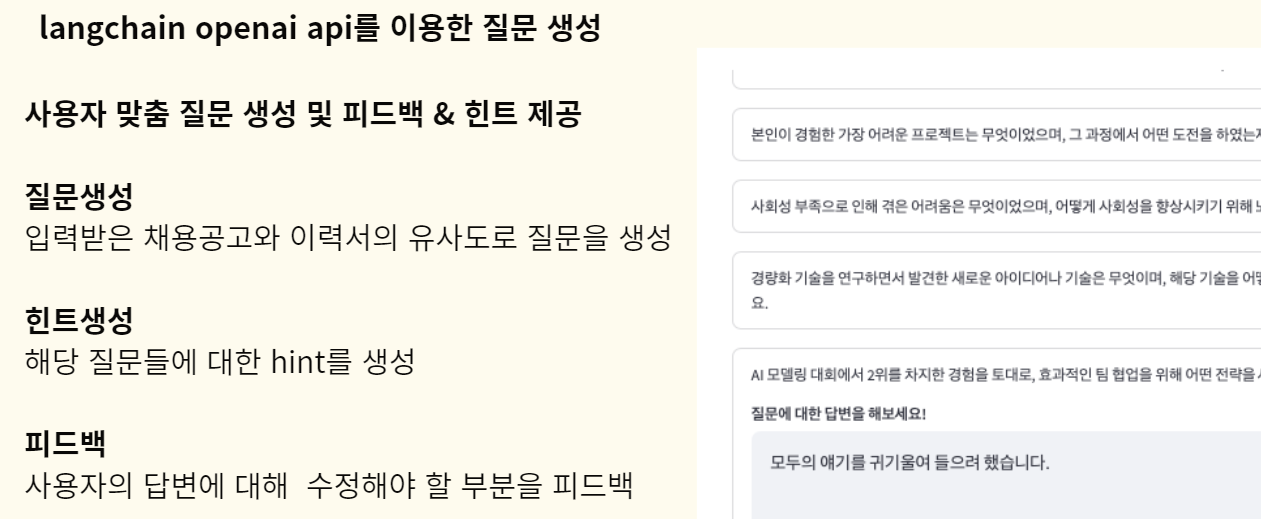 langchain openai api를 이용한 질문 생성
사용자 맞춤 질문 생성 및 피드백 & 힌트 제공
질문생성
입력받은 채용공고와 이력서의 유사도로 질문을 생성
힌트생성
해당 질문들에 대한 hint를 생성
피드백
사용자의 답변에 대해 수정해야 할 부분을 피드백
본인이 경험한 가장 어려운 프로젝트는 무엇이었으며, 그 과정에서 어떤 도전을
사회성 부족으로 인해 겪은 어려움은 무엇이었으며, 어떻게 사회성을 향상시키기 위해
경량화 기술을 연구하면서 발견한 새로운 아이디어나 기술은 무엇이며, 해당 기술을
요.
AI 모델링 대회에서 2위를 차지한 경험을 토대로, 효과적인 팀 협업을 위해 어떤 전략을
질문에 대한 답변을 해보세요!
모두의 얘기를 귀기울여 들으려 했습니다.